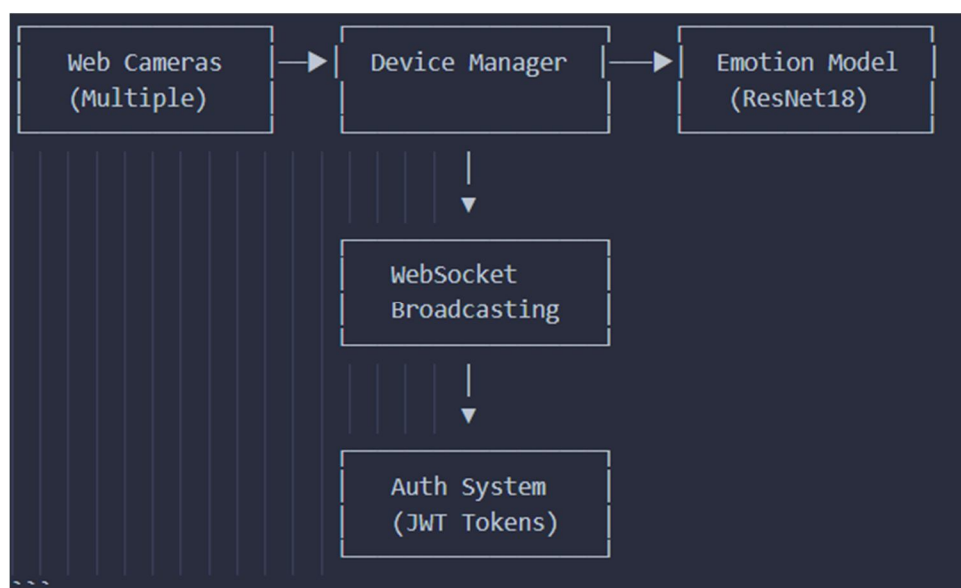 Web Cameras
(Multiple)
Device Manager
Emotion Model
(ResNet18)
WebSocket
Broadcasting
Auth System
(JWT Tokens)
```